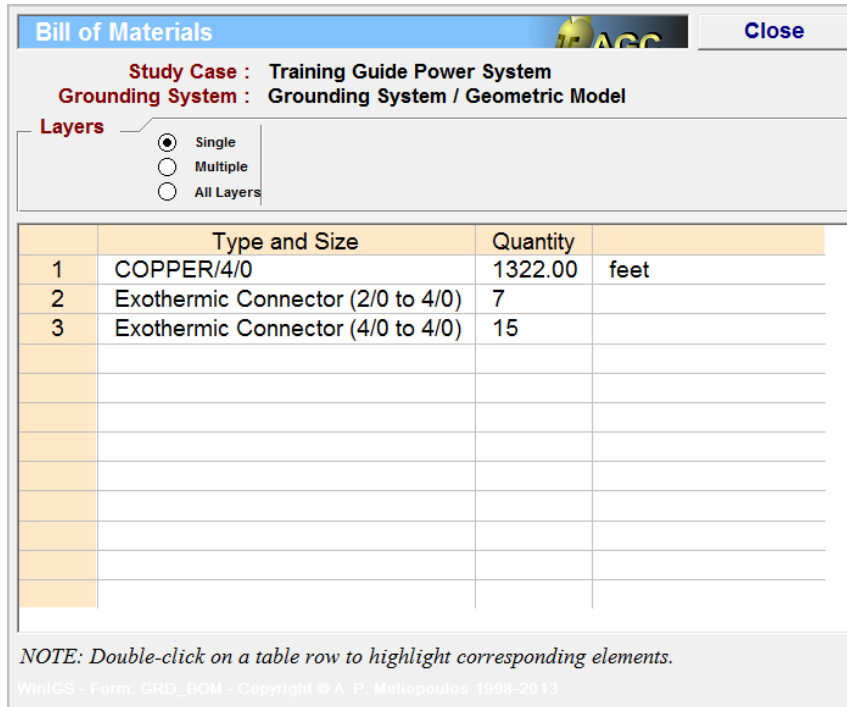 Bill of Materials AGC Close
Study Case : Training Guide Power System
Grounding System : Grounding System / Geometric Model
Layers
Single
Multiple
All Layers
Type and Size Quantity
1 COPPER/4/0 1322.00 feet
2 Exothermic Connector (2/0 to 4/0) 7
3 Exothermic Connector (4/0 to 4/0) 15
NOTE: Double-click on a table row to highlight corresponding elements.
WinIGS - Form: GRD_BOM - Copyright © A. P. Meliopoulos 1998-2013